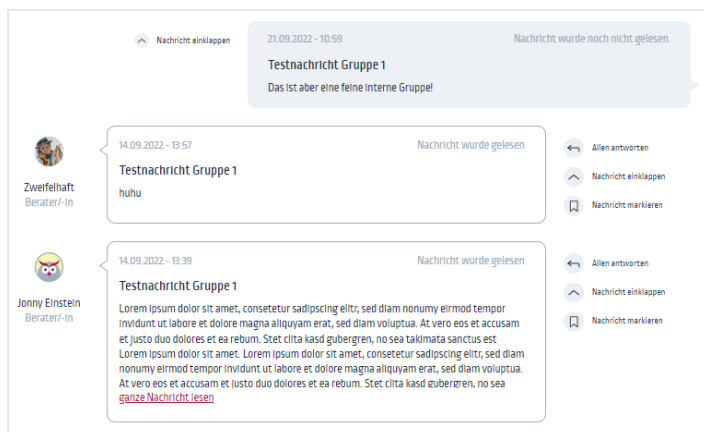 Nachricht einklappen
21.09.2022 - 10:59 Nachricht wurde noch nicht gelesen.
Testnachricht Gruppe 1
Das ist aber eine feine interne Gruppe!
Zweifelhaft
Berater/-in
14.09.2022 - 13:57 Nachricht wurde gelesen
Testnachricht Gruppe 1
huhu
Allen antworten
Nachricht einklappen
Nachricht markieren
Jonny Einstein
Berater/-in
14.09.2022 - 13:39 Nachricht wurde gelesen
Testnachricht Gruppe 1
Lorem ipsum dolor sit amet, consetetur sadipscing elitr, sed diam nonumy eirmod tempor
invidunt ut labore et dolore magna aliquyam erat, sed diam voluptua. At vero eos et accusam
et justo duo dolores et ea rebum. Stet clita kasd gubergren, no sea takimata sanctus est
Lorem ipsum dolor sit amet. Lorem ipsum dolor sit amet, consetetur sadipscing elitr, sed diam
nonumy eirmod tempor invidunt ut labore et dolore magna aliquyam erat, sed diam voluptua.
At vero eos et accusam et justo duo dolores et ea rebum. Stet clita kasd gubergren, no sea
ganze Nachricht lesen
Allen antworten
Nachricht einklappen
Nachricht markieren